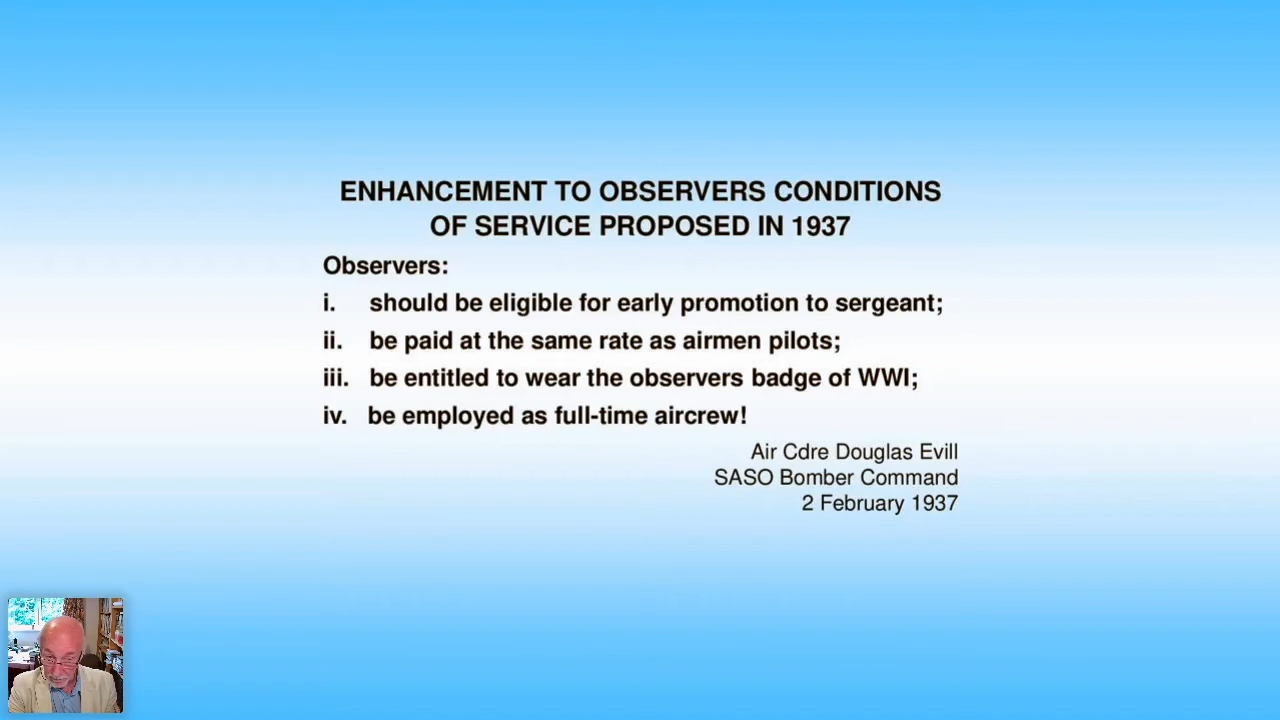 ENHANCEMENT TO OBSERVERS CONDITIONS
OF SERVICE PROPOSED IN 1937
Observers:
i. should be eligible for early promotion to sergeant;
ii. be paid at the same rate as airmen pilots;
iii. be entitled to wear the observers badge of WWI;
iv. be employed as full-time aircrew!
Air Cdre Douglas Evill
SASO Bomber Command
2 February 1937